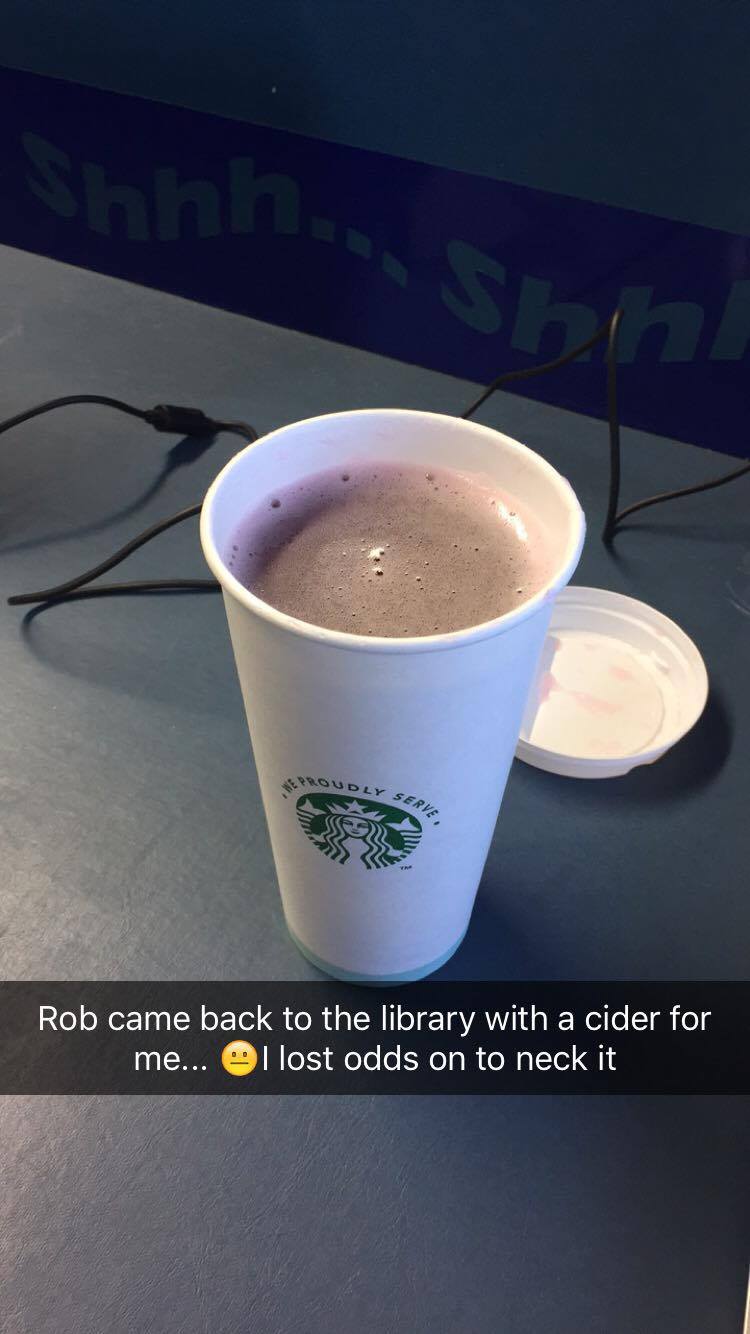 Shhh... Shh
WE PROUDLY SERVE
TM
Rob came back to the library with a cider for
me... 😐I lost odds on to neck it